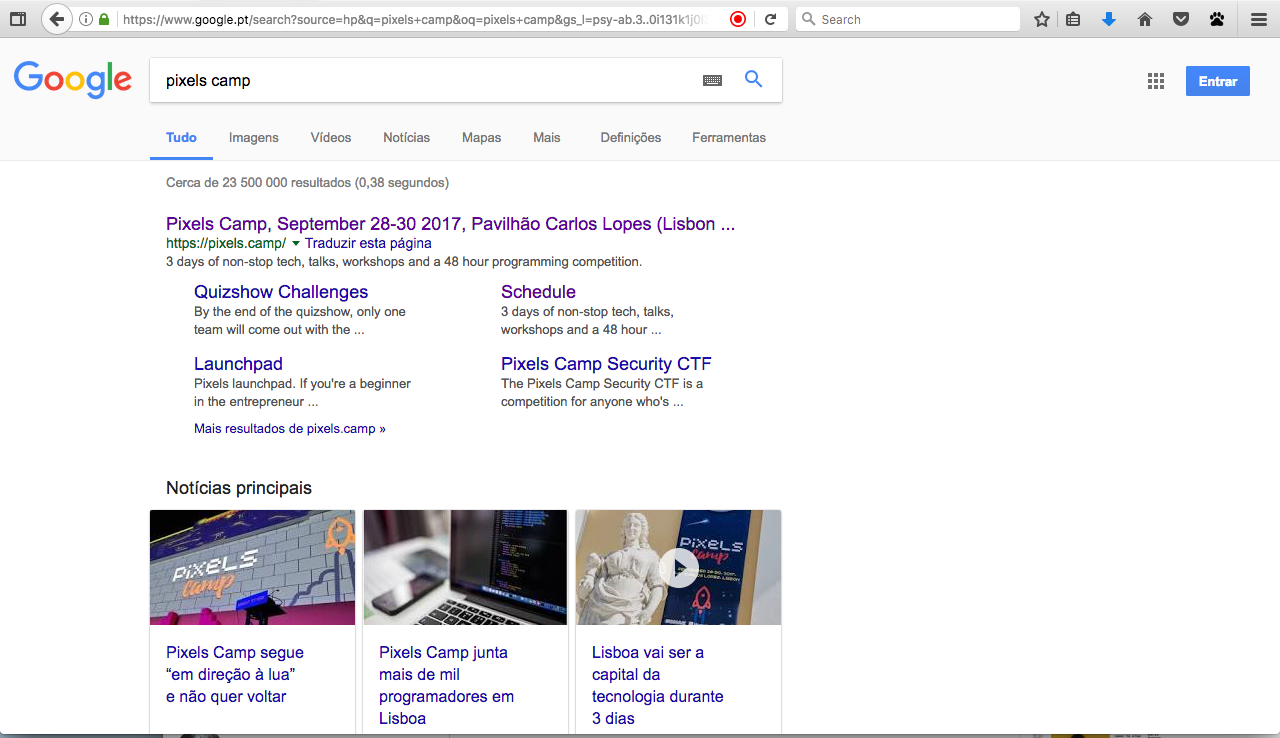 https://www.google.pt/search?source=hp&q=pixels+camp&oq=pixels+camp&gs_l=psy-ab.3..0i131k1j0l
Search
Google
pixels camp
Entrar
Tudo
Imagens
Vídeos
Notícias
Mapas
Mais
Definições
Ferramentas
Cerca de 23 500 000 resultados (0,38 segundos)
Pixels Camp, September 28-30 2017, Pavilhão Carlos Lopes (Lisbon ...
https://pixels.camp/ Traduzir esta página
3 days of non-stop tech, talks, workshops and a 48 hour programming competition.
Quizshow Challenges
By the end of the quizshow, only one
team will come out with the ...
Schedule
3 days of non-stop tech, talks,
workshops and a 48 hour ...
Launchpad
Pixels launchpad. If you're a beginner
in the entrepreneur ...
Pixels Camp Security CTF
The Pixels Camp Security CTF is a
competition for anyone who's ...
Mais resultados de pixels.camp »
Notícias principais
PiXELS
camp
PiXELS
camp
Pixels Camp segue
“em direção à lua”
e não quer voltar
Pixels Camp junta
mais de mil
programadores em
Lisboa
Lisboa vai ser a
capital da
tecnologia durante
3 dias